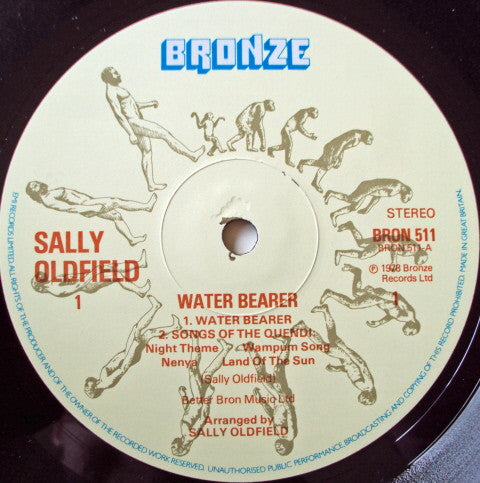 BRONZE
SALLY
OLDFIELD
1
STEREO
BRON 511
BRON 511-A
℗ 1978 Bronze
Records Ltd
1
WATER BEARER
1. WATER BEARER
2. SONGS OF THE QUENDI:
Night Theme Wampum Song
Nenya Land Of The Sun
(Sally Oldfield)
Better Bron Music Ltd
Arranged by
SALLY OLDFIELD
EMI RECORDS LIMITED. ALL RIGHTS OF THE PRODUCER AND OF THE OWNER OF THE RECORDED WORK RESERVED. UNAUTHORISED PUBLIC PERFORMANCE, BROADCASTING AND COPYING OF THIS RECORD PROHIBITED. MADE IN GREAT BRITAIN.